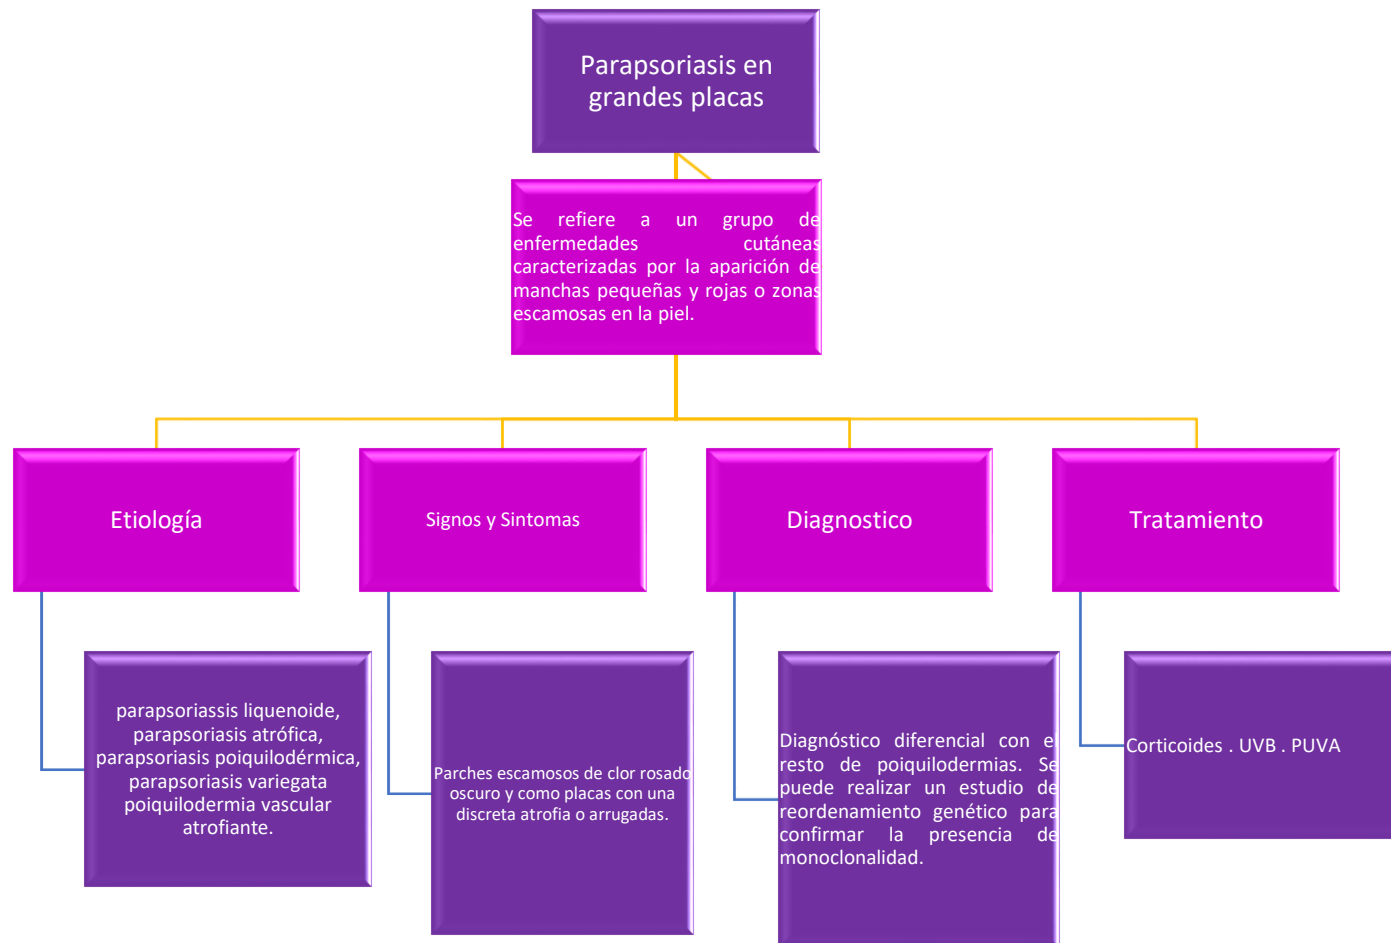 Parapsoriasis en
grandes placas
Se refiere a un grupo de
enfermedades cutáneas
caracterizadas por la aparición de
manchas pequeñas y rojas o zonas
escamosas en la piel.
Etiología
Signos y Sintomas
Diagnostico
Tratamiento
parapsoriassis liquenoide,
parapsoriasis atrófica,
parapsoriasis poiquilodérmica,
parapsoriasis variegata
poiquilodermia vascular
atrofiante.
Parches escamosos de clor rosado
oscuro y como placas con una
discreta atrofia o arrugadas.
Diagnóstico diferencial con el
resto de poiquilodermias. Se
puede realizar un estudio de
reordenamiento genético para
confirmar la presencia de
monoclonalidad.
Corticoides . UVB . PUVA